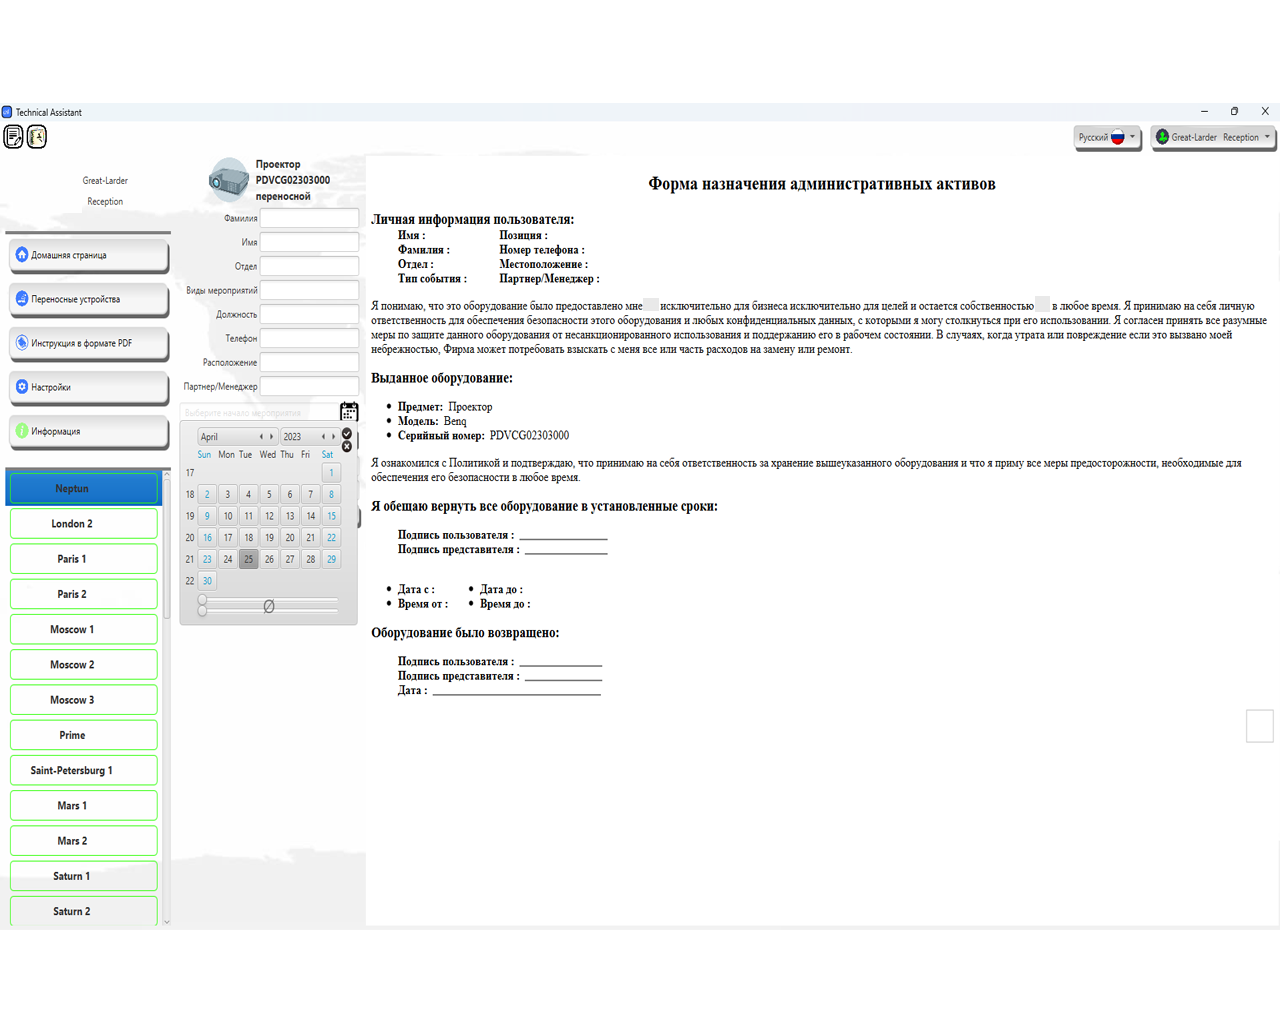 Technical Assistant
Русский
Great-Larder Reception
Great-Larder
Reception
Домашняя страница
Переносные устройства
Инструкция в формате PDF
Настройки
Информация
Neptun
London 2
Paris 1
Paris 2
Moscow 1
Moscow 2
Moscow 3
Prime
Saint-Petersburg 1
Mars 1
Mars 2
Saturn 1
Saturn 2
Проектор
PDVCG02303000
переносной
Фамилия
Имя
Отдел
Виды мероприятий
Должность
Телефон
Расположение
Партнер/Менеджер
Выберите начало мероприятия
April 2023
Sun Mon Tue Wed Thu Fri Sat
17 1
18 2 3 4 5 6 7 8
19 9 10 11 12 13 14 15
20 16 17 18 19 20 21 22
21 23 24 25 26 27 28 29
22 30
Форма назначения административных активов
Личная информация пользователя:
Имя : Позиция :
Фамилия : Номер телефона :
Отдел : Местоположение :
Тип события : Партнер/Менеджер :
Я понимаю, что это оборудование было предоставлено мне исключительно для бизнеса исключительно для целей и остается собственностью в любое время. Я принимаю на себя личную
ответственность для обеспечения безопасности этого оборудования и любых конфиденциальных данных, с которыми я могу столкнуться при его использовании. Я согласен принять все разумные
меры по защите данного оборудования от несанкционированного использования и поддержанию его в рабочем состоянии. В случаях, когда утрата или повреждение если это вызвано моей
небрежностью, Фирма может потребовать взыскать с меня все или часть расходов на замену или ремонт.
Выданное оборудование:
• Предмет: Проектор
• Модель: Benq
• Серийный номер: PDVCG02303000
Я ознакомился с Политикой и подтверждаю, что принимаю на себя ответственность за хранение вышеуказанного оборудования и что я приму все меры предосторожности, необходимые для
обеспечения его безопасности в любое время.
Я обещаю вернуть все оборудование в установленные сроки:
Подпись пользователя : ________________
Подпись представителя : _______________
• Дата с : • Дата до :
• Время от : • Время до :
Оборудование было возвращено:
Подпись пользователя : _______________
Подпись представителя : ______________
Дата : ______________________________